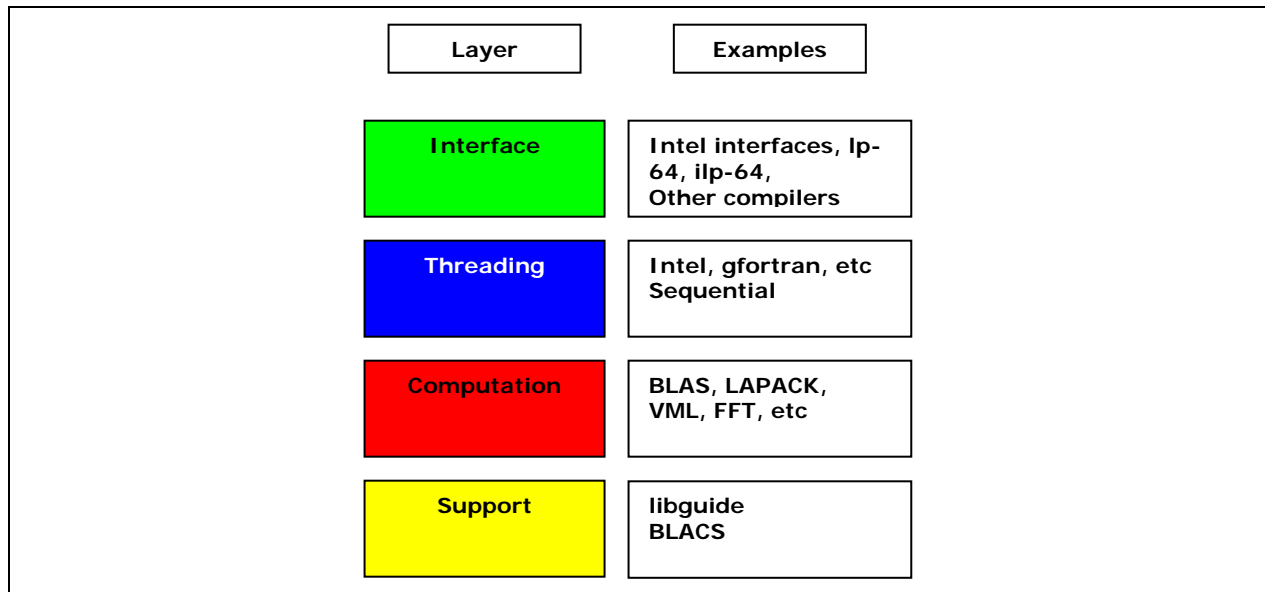 Layer
Examples
Interface
Intel interfaces, lp-
64, ilp-64,
Other compilers
Threading
Intel, gfortran, etc
Sequential
Computation
BLAS, LAPACK,
VML, FFT, etc
Support
libguide
BLACS